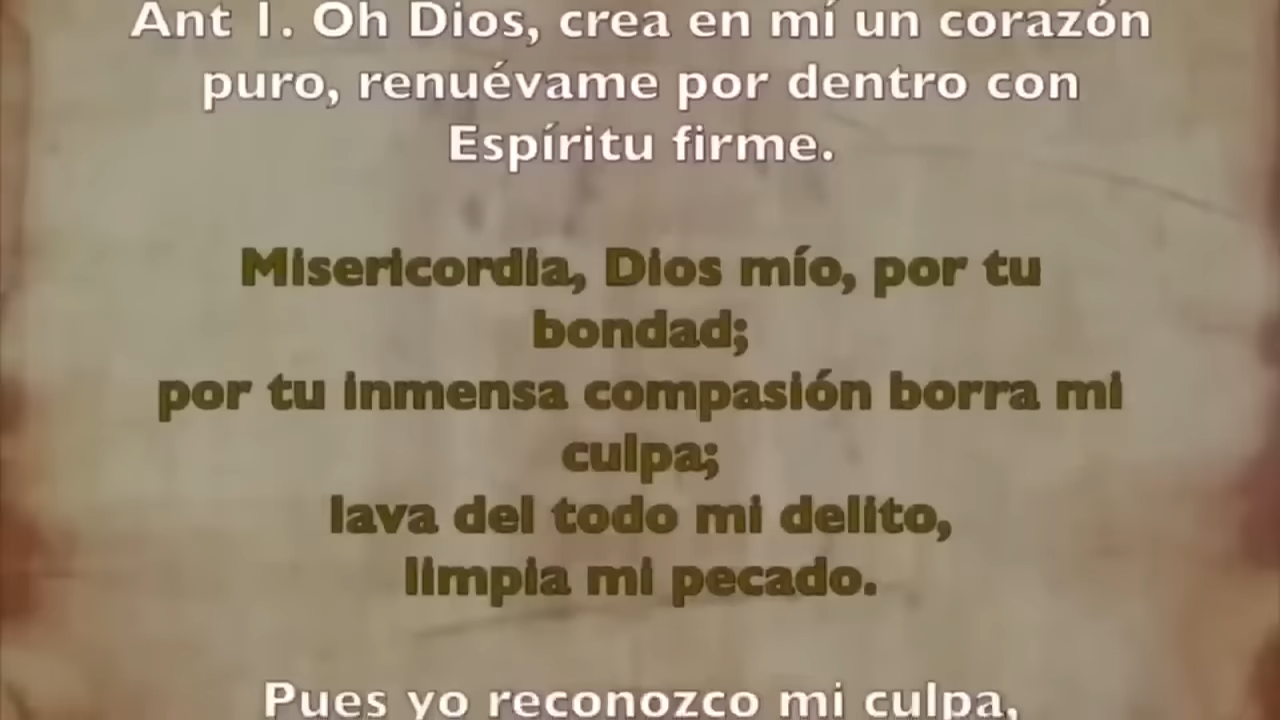 Ant 1. Oh Dios, crea en mí un corazón
puro, renuévame por dentro con
Espíritu firme.
Misericordia, Dios mío, por tu
bondad;
por tu inmensa compasión borra mi
culpa;
lava del todo mi delito,
limpia mi pecado.
Pues yo reconozco mi culpa,